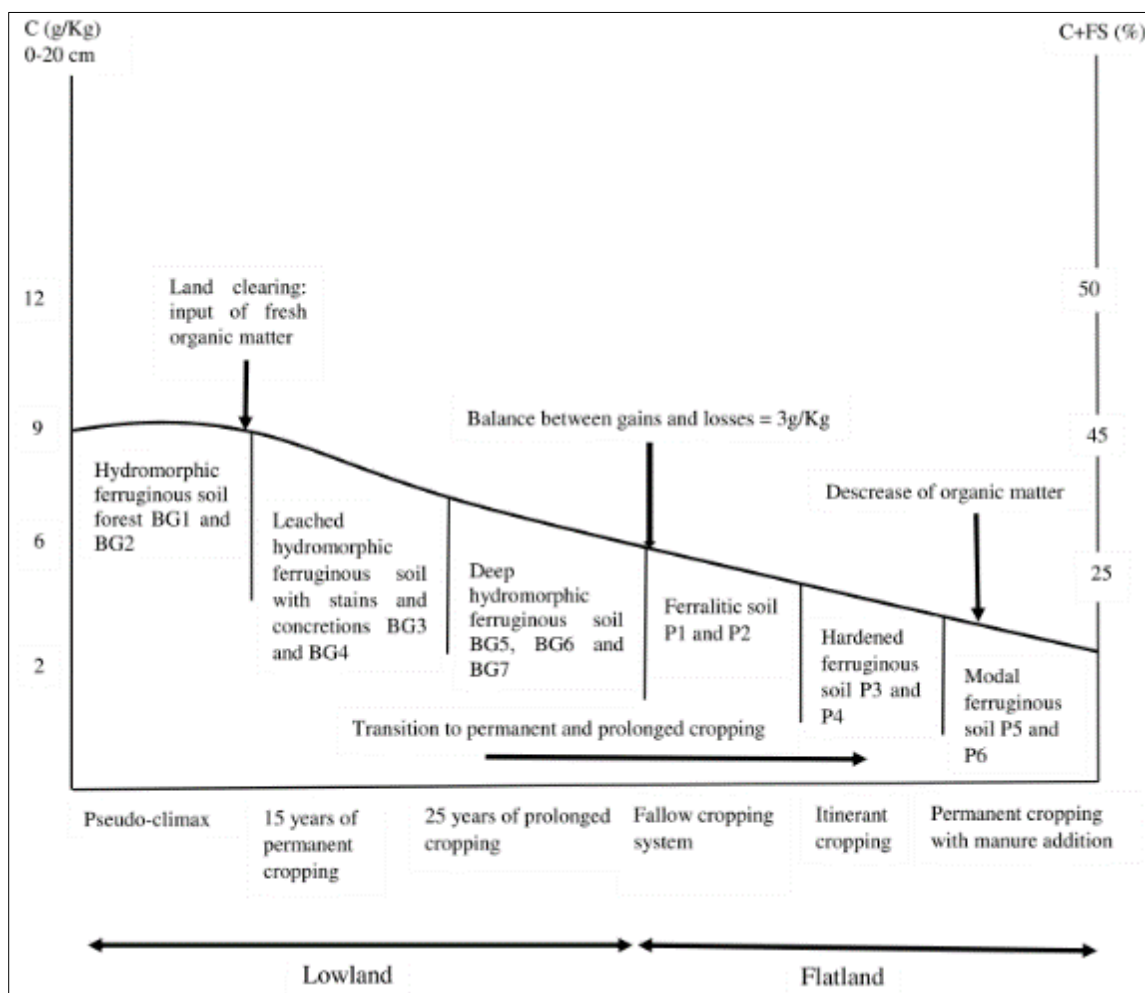 C (g/Kg)
0-20 cm
C+FS (%)
12
9
6
2
50
45
25
Land clearing:
input of fresh
organic matter
Balance between gains and losses = 3g/Kg
Descrease of organic matter
Hydromorphic
ferruginous soil
forest BG1 and
BG2
Leached
hydromorphic
ferruginous soil
with stains and
concretions BG3
and BG4
Deep
hydromorphic
ferruginous soil
BG5, BG6 and
BG7
Ferralitic soil
P1 and P2
Hardened
ferruginous
soil P3 and
P4
Modal
ferruginous
soil P5 and
P6
Transition to permanent and prolonged cropping
Pseudo-climax
15 years of
permanent
cropping
25 years of prolonged
cropping
Fallow cropping
system
Itinerant
cropping
Permanent cropping
with manure addition
Lowland
Flatland